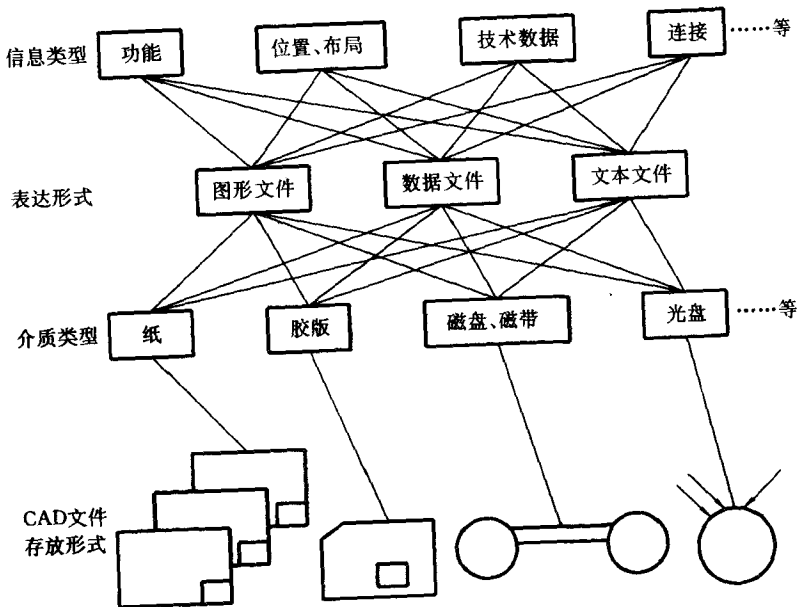 信息类型 功能 位置、布局 技术数据 连接 ……等
表达形式 图形文件 数据文件 文本文件
介质类型 纸 胶版 磁盘、磁带 光盘 ……等
CAD文件
存放形式